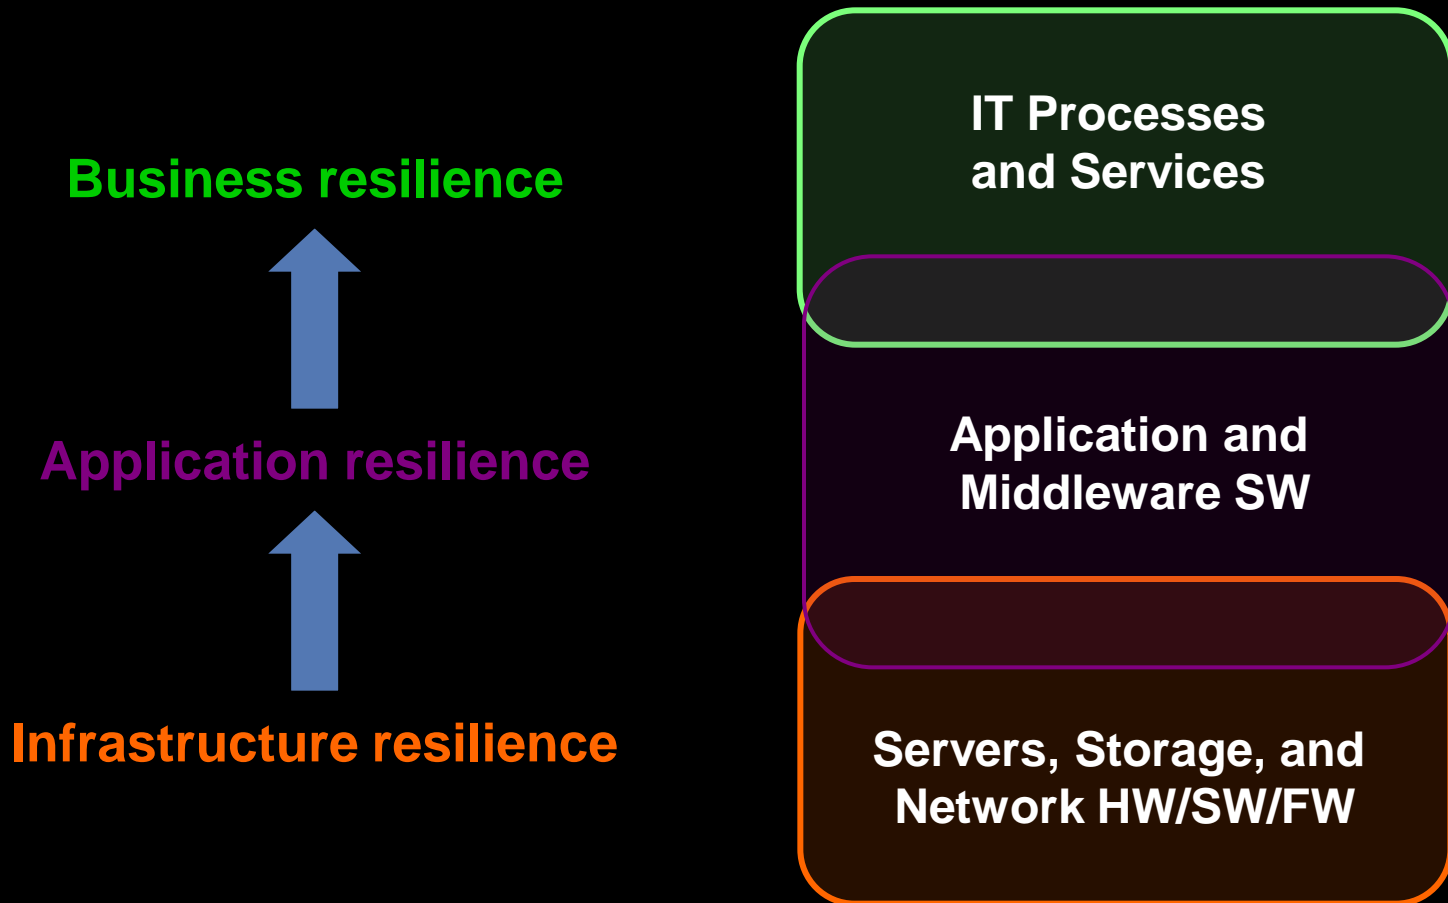 Business resilience
Application resilience
Infrastructure resilience
IT Processes
and Services
Application and
Middleware SW
Servers, Storage, and
Network HW/SW/FW